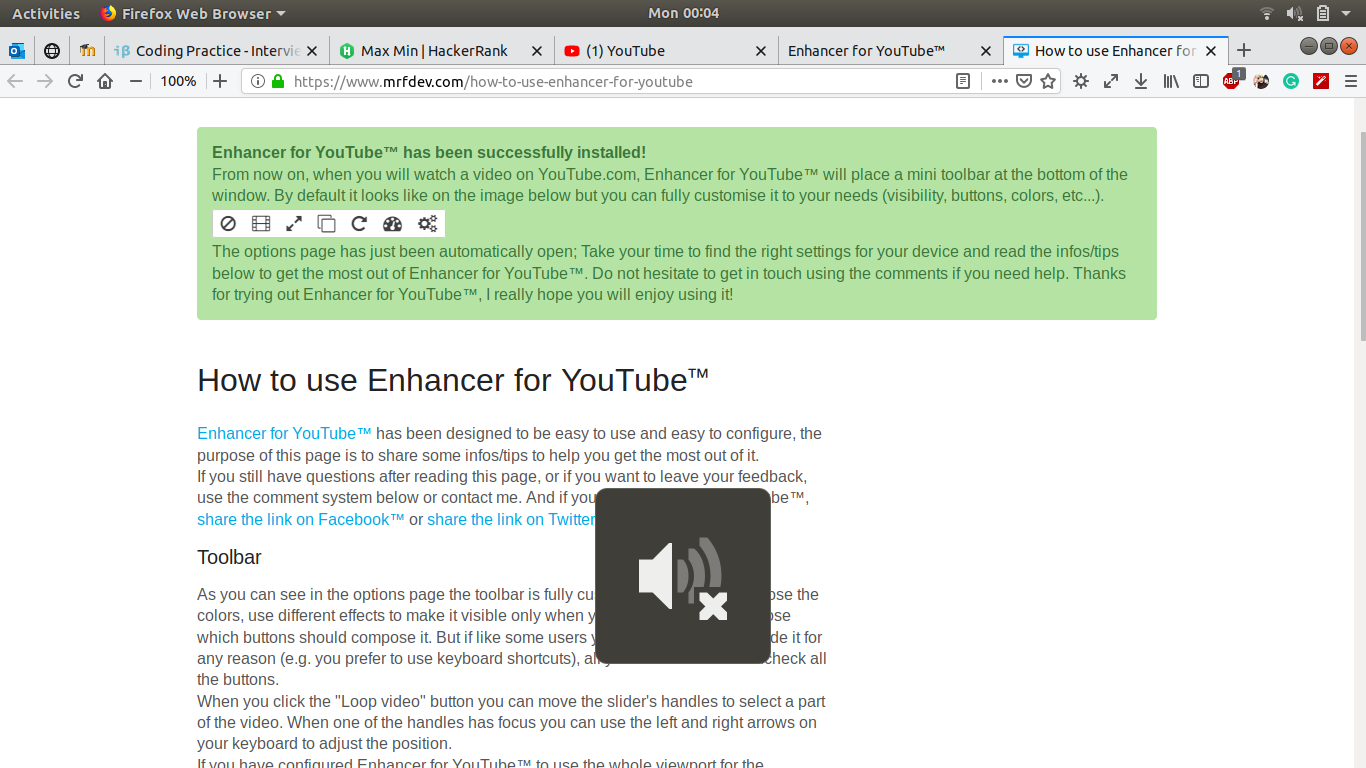 Activities Firefox Web Browser Mon 00:04
Coding Practice - Intervie Max Min | HackerRank (1) YouTube Enhancer for YouTube™ How to use Enhancer for
100% https://www.mrfdev.com/how-to-use-enhancer-for-youtube ABP 1
Enhancer for YouTube™ has been successfully installed!
From now on, when you will watch a video on YouTube.com, Enhancer for YouTube™ will place a mini toolbar at the bottom of the
window. By default it looks like on the image below but you can fully customise it to your needs (visibility, buttons, colors, etc...).
The options page has just been automatically open; Take your time to find the right settings for your device and read the infos/tips
below to get the most out of Enhancer for YouTube™. Do not hesitate to get in touch using the comments if you need help. Thanks
for trying out Enhancer for YouTube™, I really hope you will enjoy using it!
How to use Enhancer for YouTube™
Enhancer for YouTube™ has been designed to be easy to use and easy to configure, the
purpose of this page is to share some infos/tips to help you get the most out of it.
If you still have questions after reading this page, or if you want to leave your feedback,
use the comment system below or contact me. And if you be™,
share the link on Facebook™ or share the link on Twitter
Toolbar
As you can see in the options page the toolbar is fully cu ose the
colors, use different effects to make it visible only when y ose
which buttons should compose it. But if like some users y de it for
any reason (e.g. you prefer to use keyboard shortcuts), all y check all
the buttons.
When you click the "Loop video" button you can move the slider's handles to select a part
of the video. When one of the handles has focus you can use the left and right arrows on
your keyboard to adjust the position.
If you have configured Enhancer for YouTube™ to use the whole viewport for the